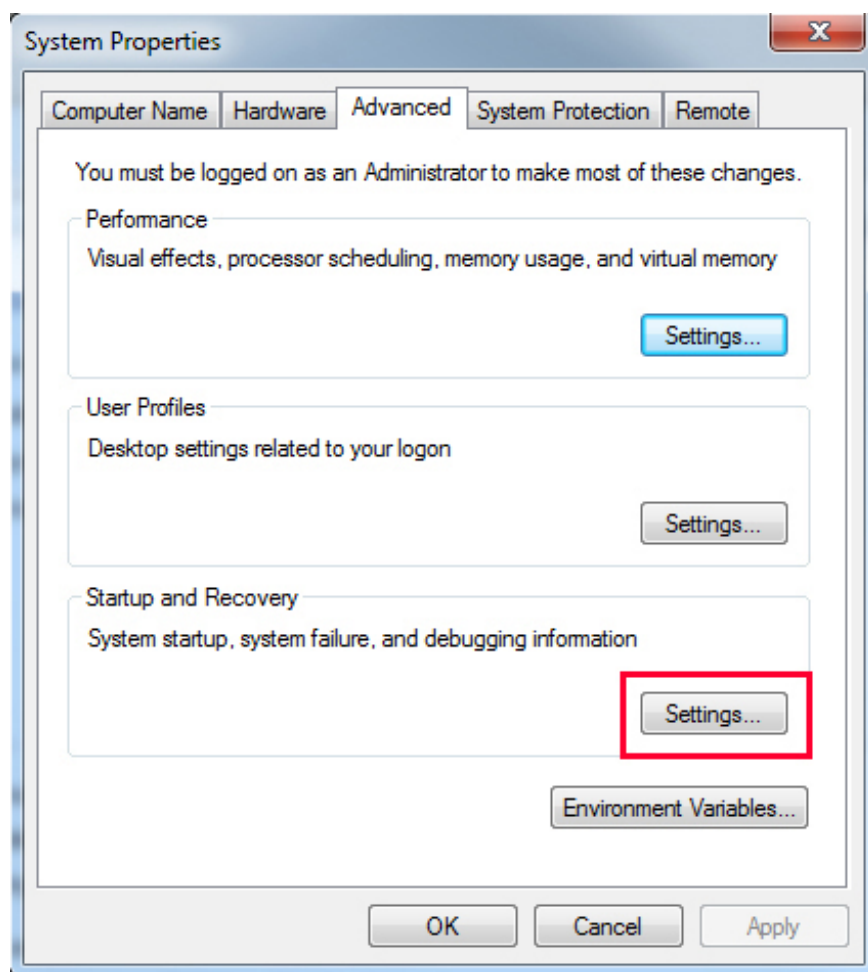 System Properties
Computer Name Hardware Advanced System Protection Remote
You must be logged on as an Administrator to make most of these changes.
Performance
Visual effects, processor scheduling, memory usage, and virtual memory
Settings...
User Profiles
Desktop settings related to your logon
Settings...
Startup and Recovery
System startup, system failure, and debugging information
Settings...
Environment Variables...
OK Cancel Apply